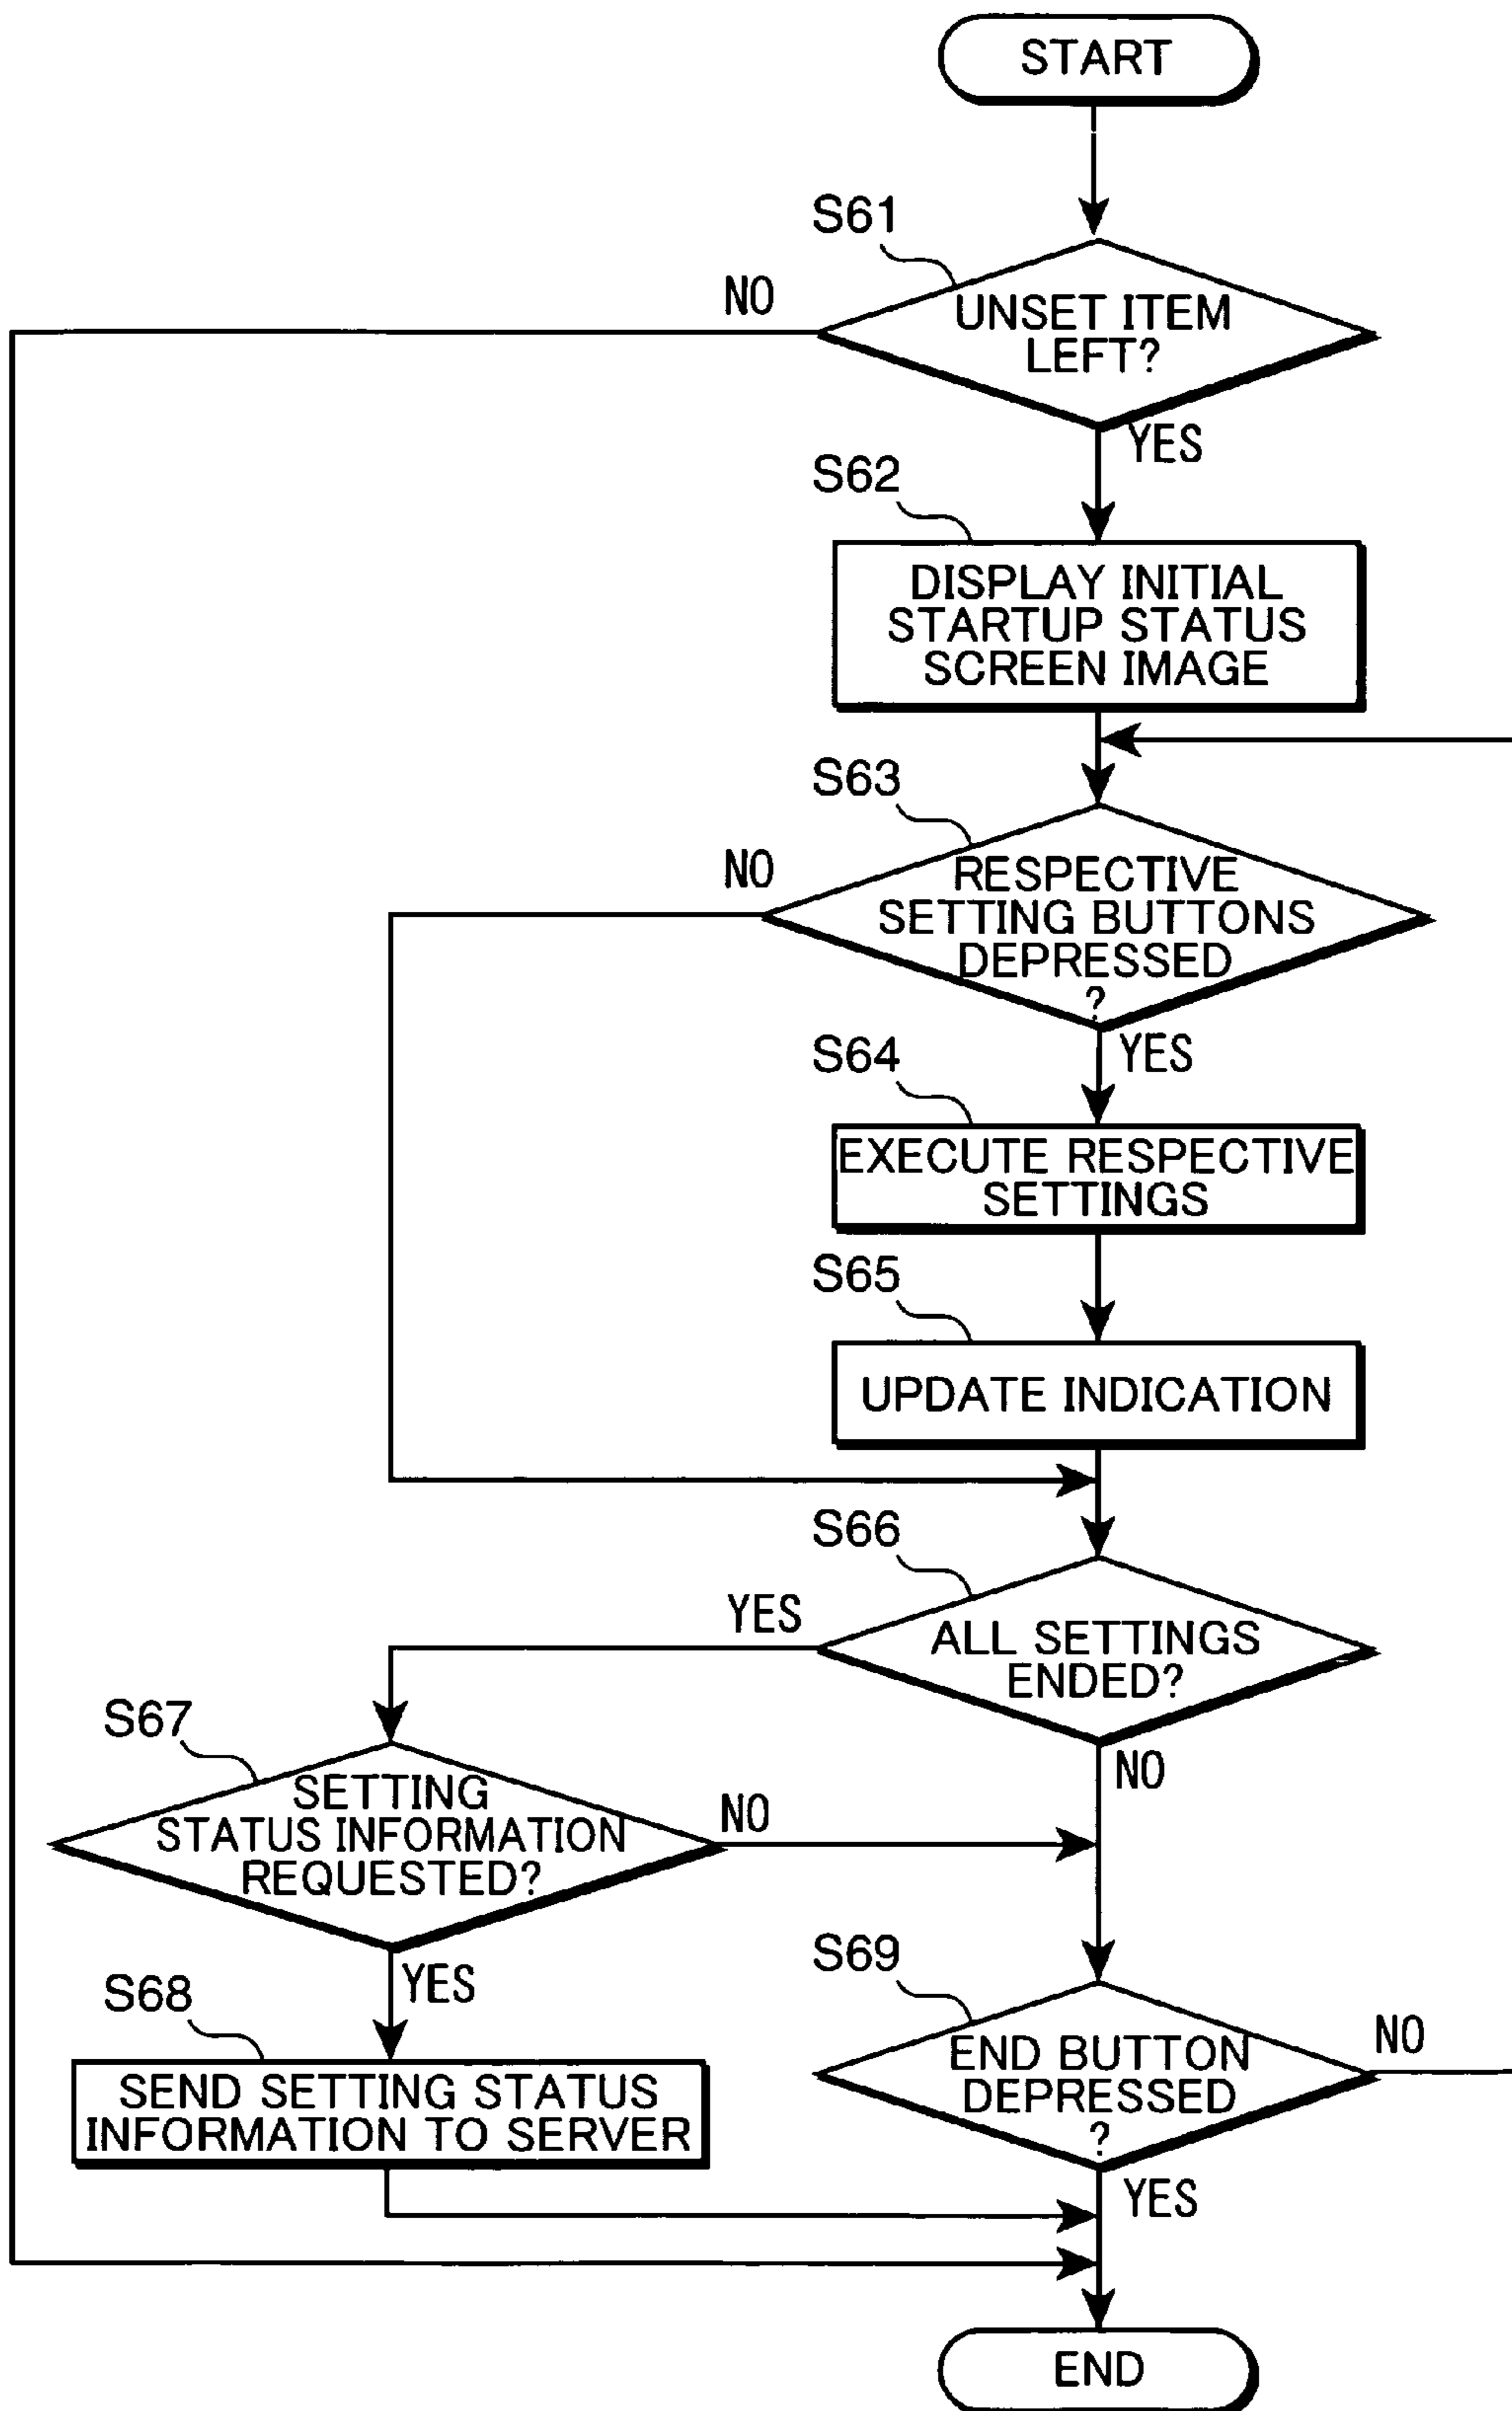 START
S61
NO
UNSET ITEM
LEFT?
YES
S62
DISPLAY INITIAL
STARTUP STATUS
SCREEN IMAGE
S63
NO
RESPECTIVE
SETTING BUTTONS
DEPRESSED
?
YES
S64
EXECUTE RESPECTIVE
SETTINGS
S65
UPDATE INDICATION
S66
YES
ALL SETTINGS
ENDED?
NO
S67
SETTING
STATUS INFORMATION
REQUESTED?
NO
YES
S68
SEND SETTING STATUS
INFORMATION TO SERVER
S69
END BUTTON
DEPRESSED
?
NO
YES
END